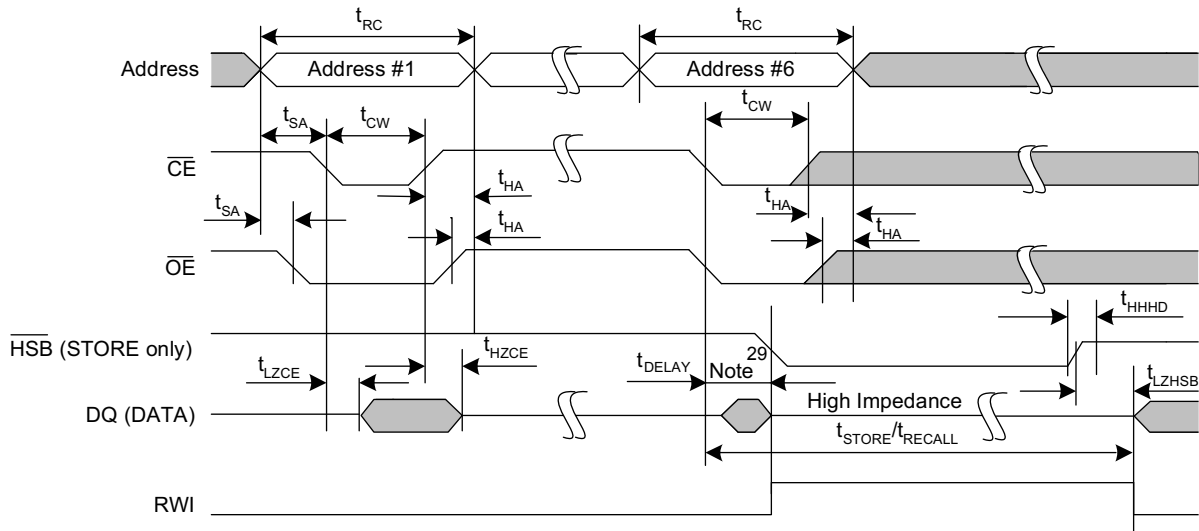 tRC tRC
Address Address #1 Address #6
tSA tCW tCW
CE
tHA tHA
tSA
tHA tHA
OE
tHHHD
HSB (STORE only)
tLZCE tHZCE tDELAY Note 29 tLZHSB
DQ (DATA) High Impedance
tSTORE/tRECALL
RWI